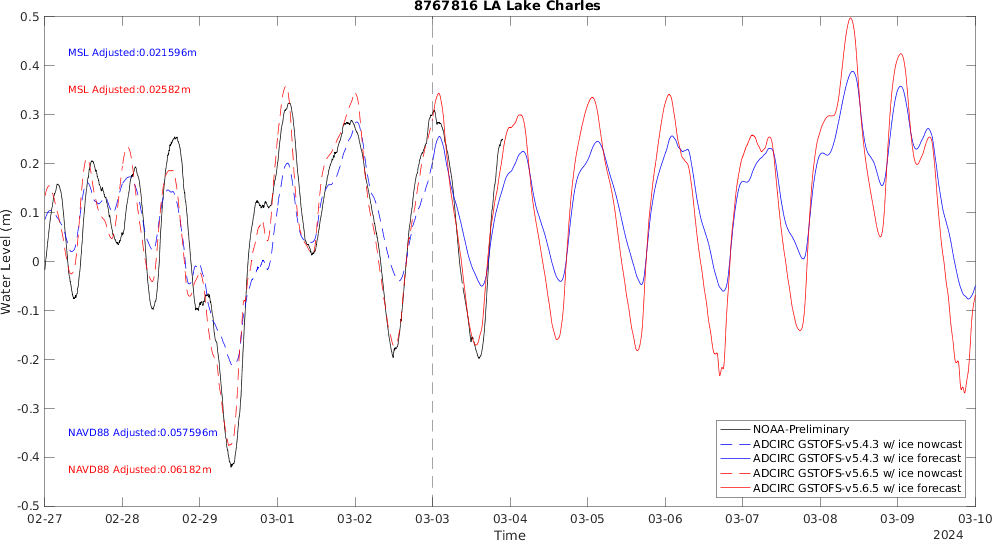 8767816 LA Lake Charles
0.5
0.4
0.3
0.2
0.1
0
-0.1
-0.2
-0.3
-0.4
-0.5
Water Level (m)
MSL Adjusted:0.021596m
MSL Adjusted:0.02582m
NAVD88 Adjusted:0.057596m
NAVD88 Adjusted:0.06182m
NOAA-Preliminary
ADCIRC GSTOFS-v5.4.3 w/ ice nowcast
ADCIRC GSTOFS-v5.4.3 w/ ice forecast
ADCIRC GSTOFS-v5.6.5 w/ ice nowcast
ADCIRC GSTOFS-v5.6.5 w/ ice forecast
02-27 02-28 02-29 03-01 03-02 03-03 03-04 03-05 03-06 03-07 03-08 03-09 03-10
Time
2024